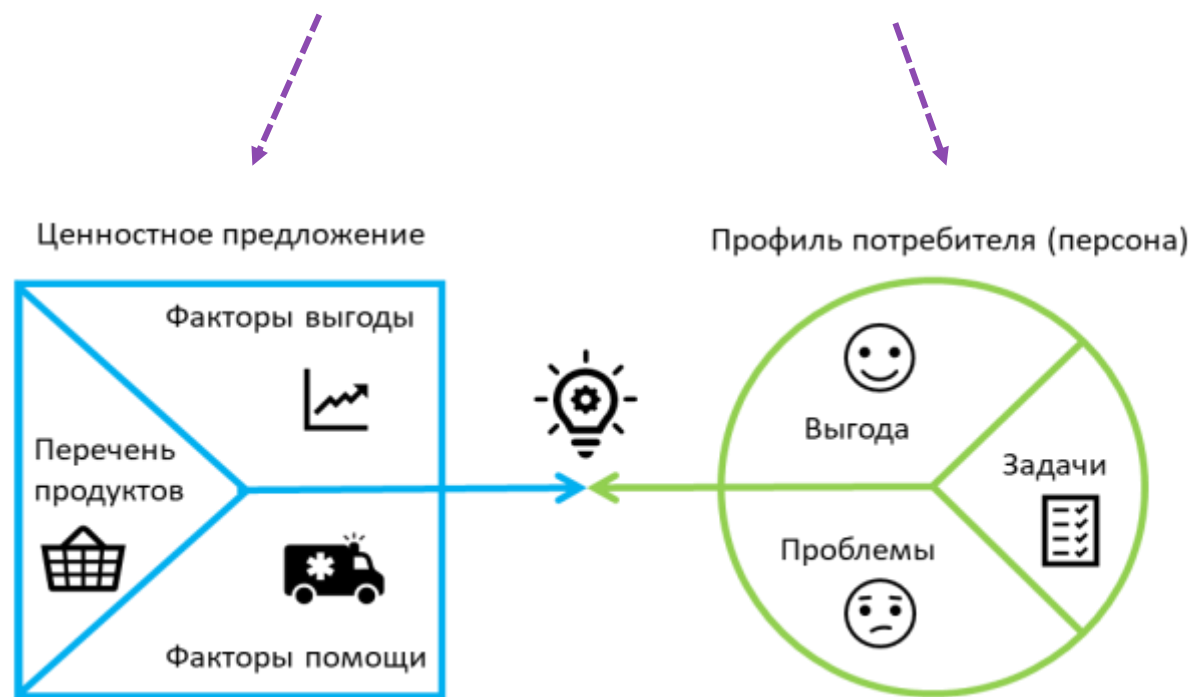 Ценностное предложение
Профиль потребителя (персона)
Факторы выгоды
Перечень
продуктов
Факторы помощи
Выгода
Задачи
Проблемы